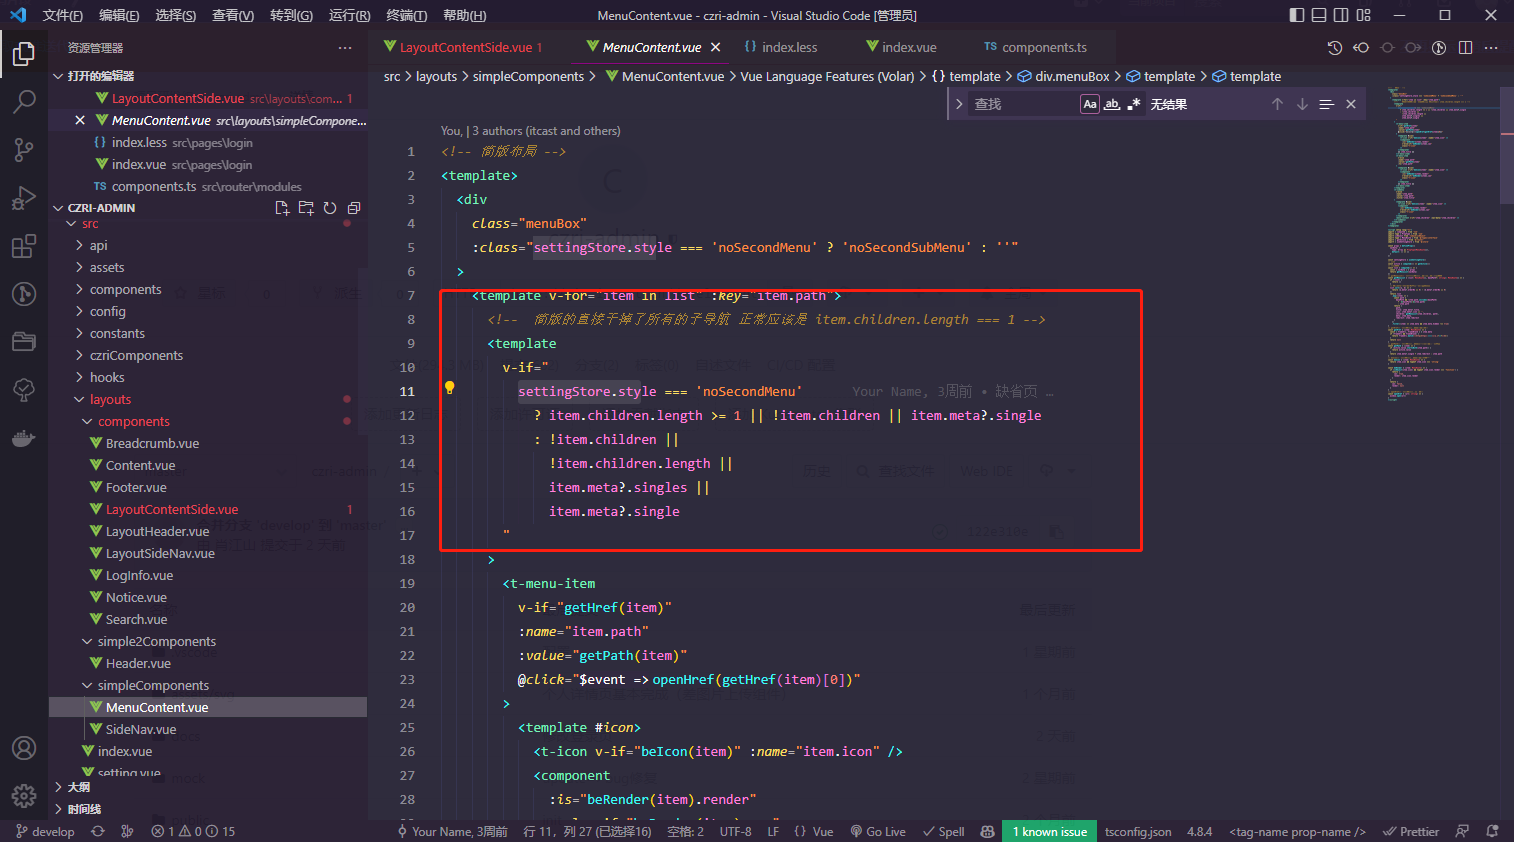 文件(F) 编辑(E) 选择(S) 查看(V) 转到(G) 运行(R) 终端(T) 帮助(H) MenuContent.vue - czri-admin - Visual Studio Code [管理员]
资源管理器 ···
LayoutContentSide.vue 1 MenuContent.vue index.less index.vue TS components.ts
打开的编辑器
src > layouts > simpleComponents > MenuContent.vue > Vue Language Features (Volar) > {} template > div.menuBox > template > template
LayoutContentSide.vue src\layouts\com... 1
MenuContent.vue src\layouts\simpleCompone...
index.less src\pages\login
index.vue src\pages\login
TS components.ts src\router\modules
查找 Aa ab .* 无结果
CZRI-ADMIN
src
api
assets
components
config
constants
czriComponents
hooks
layouts
components
Breadcrumb.vue
Content.vue
Footer.vue
LayoutContentSide.vue 1
LayoutHeader.vue
LayoutSideNav.vue
LogInfo.vue
Notice.vue
Search.vue
simple2Components
Header.vue
simpleComponents
MenuContent.vue
SideNav.vue
index.vue
setting.vue
大纲
时间线
You, | 3 authors (itcast and others)
1 <!-- 简版布局 -->
2 <template>
3 <div
4 class="menuBox"
5 :class="settingStore.style === 'noSecondMenu' ? 'noSecondSubMenu' : ''"
6 >
7 <template v-for="item in list" :key="item.path">
8 <!-- 简版的直接干掉了所有的子导航 正常应该是 item.children.length === 1 -->
9 <template
10 v-if="
11 settingStore.style === 'noSecondMenu' Your Name, 3周前 • 缺省页 …
12 ? item.children.length >= 1 || !item.children || item.meta?.single
13 : !item.children ||
14 !item.children.length ||
15 item.meta?.singles ||
16 item.meta?.single
17 "
18 >
19 <t-menu-item
20 v-if="getHref(item)"
21 :name="item.path"
22 :value="getPath(item)"
23 @click="$event => openHref(getHref(item)[0])"
24 >
25 <template #icon>
26 <t-icon v-if="beIcon(item)" :name="item.icon" />
27 <component
28 :is="beRender(item).render"
develop 1 0 15 Your Name, 3周前 行 11，列 27 (已选择16) 空格: 2 UTF-8 LF {} Vue Go Live Spell 1 known issue tsconfig.json 4.8.4 <tag-name prop-name /> Prettier